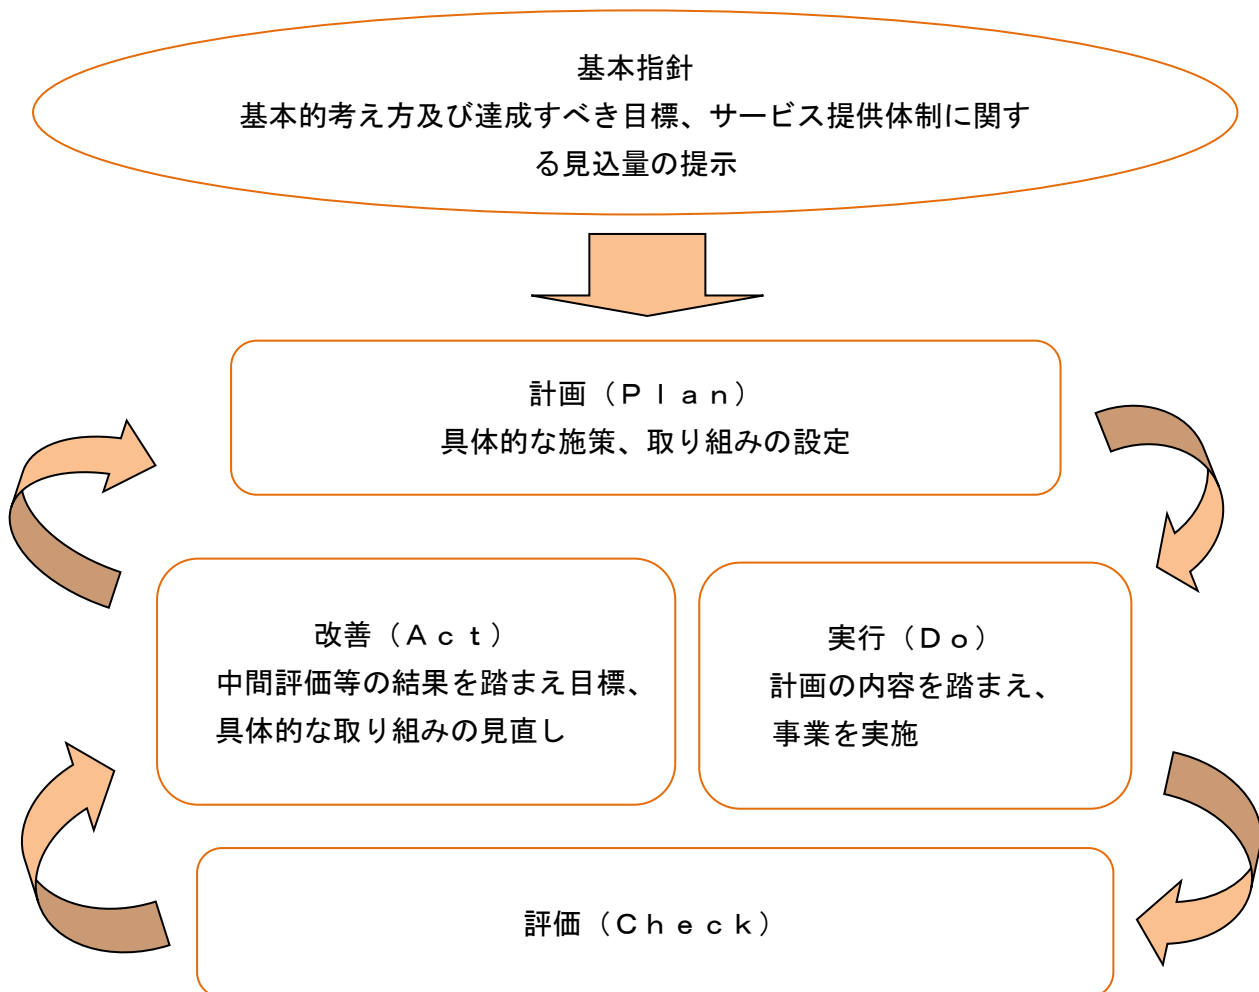 基本指針
基本的考え方及び達成すべき目標、サービス提供体制に関す
る見込量の提示
計画（Ｐｌａｎ）
具体的な施策、取り組みの設定
改善（Ａｃｔ）
中間評価等の結果を踏まえ目標、
具体的な取り組みの見直し
実行（Ｄｏ）
計画の内容を踏まえ、
事業を実施
評価（Ｃｈｅｃｋ）